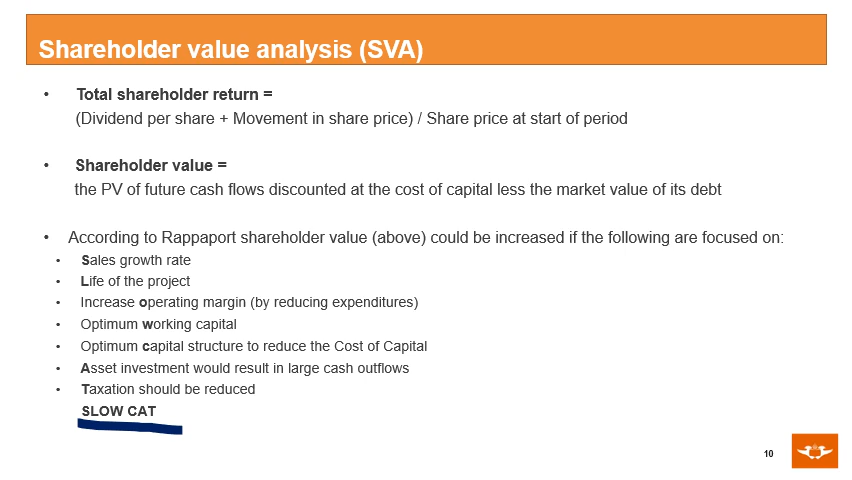 Shareholder value analysis (SVA)
• Total shareholder return =
(Dividend per share + Movement in share price) / Share price at start of period
• Shareholder value =
the PV of future cash flows discounted at the cost of capital less the market value of its debt
• According to Rappaport shareholder value (above) could be increased if the following are focused on:
• Sales growth rate
• Life of the project
• Increase operating margin (by reducing expenditures)
• Optimum working capital
• Optimum capital structure to reduce the Cost of Capital
• Asset investment would result in large cash outflows
• Taxation should be reduced
SLOW CAT
10